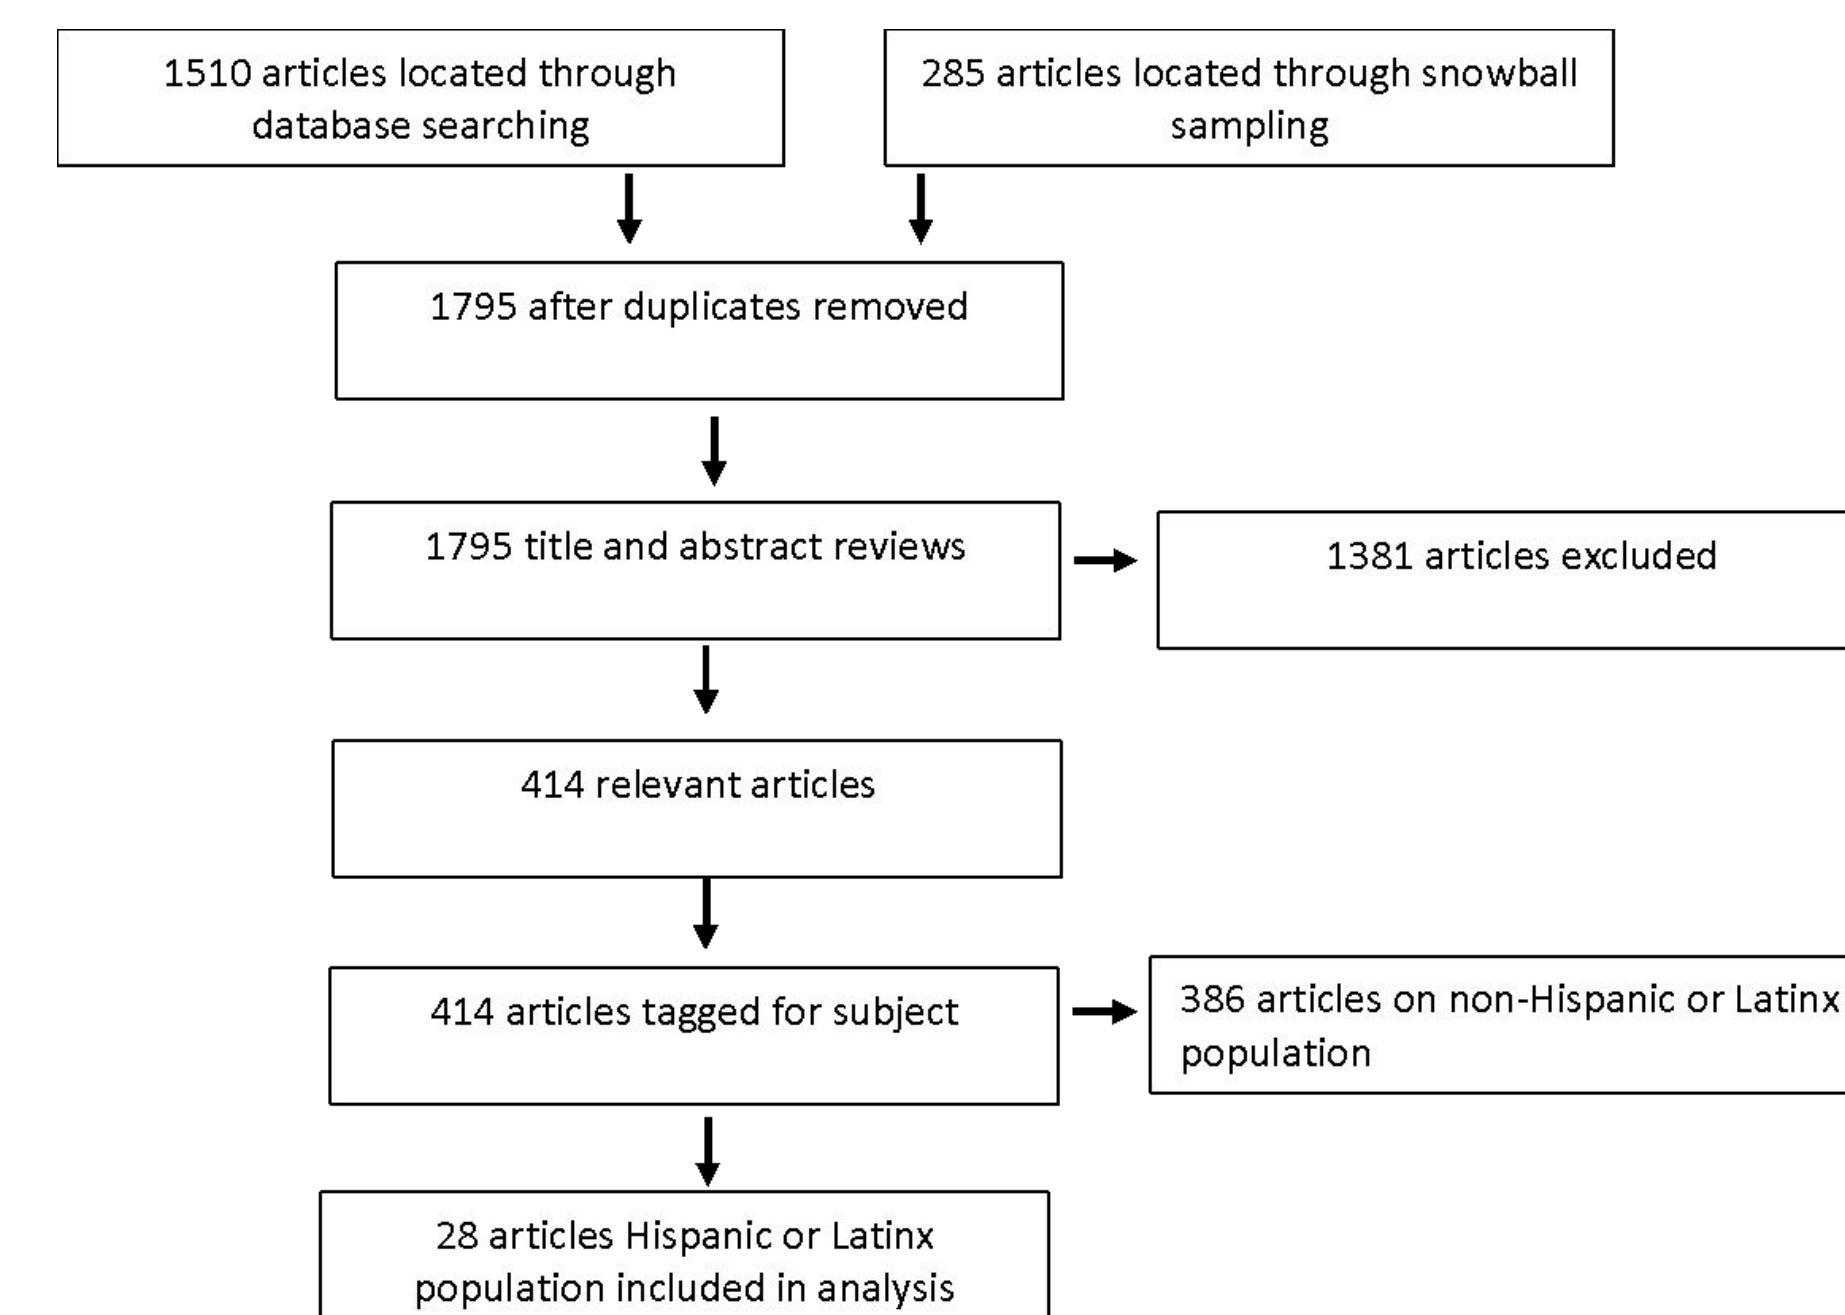 1510 articles located through
database searching
285 articles located through snowball
sampling
1795 after duplicates removed
1795 title and abstract reviews
1381 articles excluded
414 relevant articles
414 articles tagged for subject
386 articles on non-Hispanic or Latinx
population
28 articles Hispanic or Latinx
population included in analysis